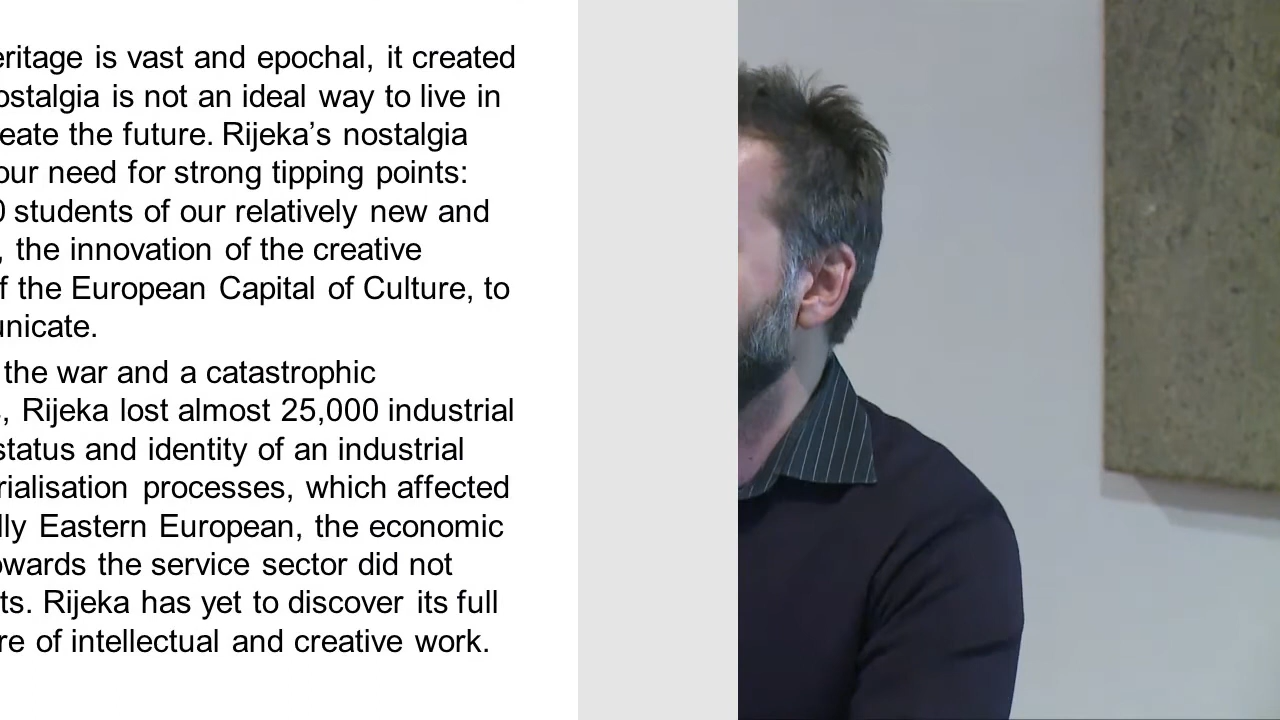 eritage is vast and epochal, it created
ostalgia is not an ideal way to live in
eate the future. Rijeka’s nostalgia
our need for strong tipping points:
0 students of our relatively new and
, the innovation of the creative
f the European Capital of Culture, to
unicate.
the war and a catastrophic
, Rijeka lost almost 25,000 industrial
status and identity of an industrial
rialisation processes, which affected
lly Eastern European, the economic
owards the service sector did not
ts. Rijeka has yet to discover its full
re of intellectual and creative work.